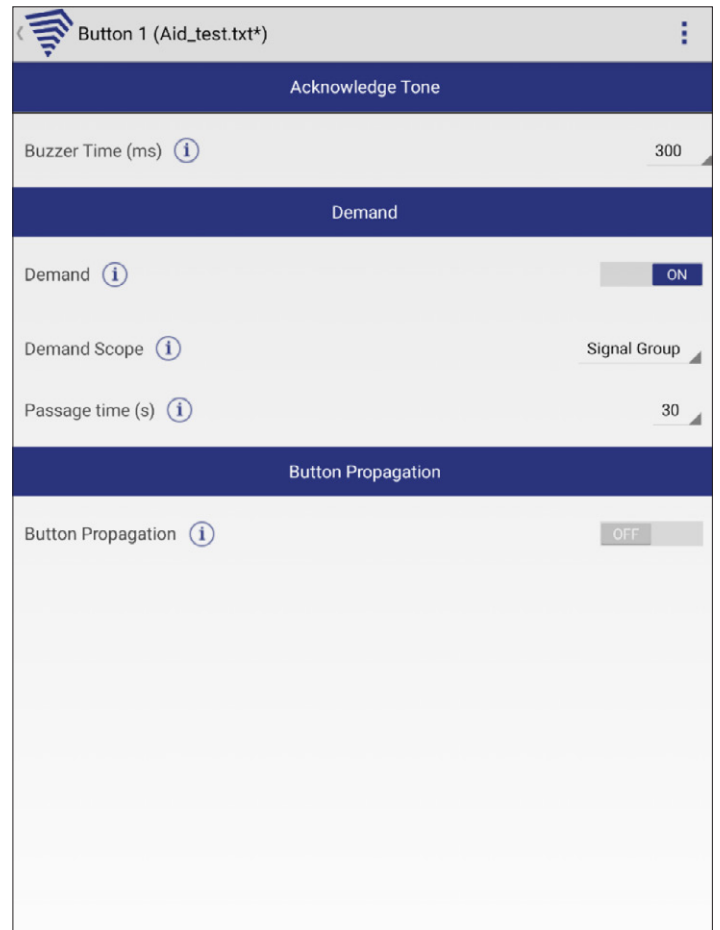 Button 1 (Aid_test.txt*)
Acknowledge Tone
Buzzer Time (ms) i 300
Demand
Demand i ON
Demand Scope i Signal Group
Passage time (s) i 30
Button Propagation
Button Propagation i OFF